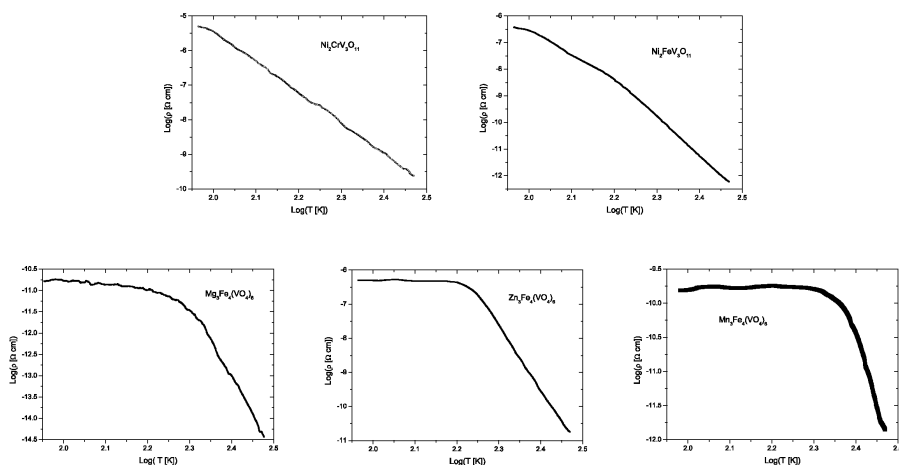 Ni₂CrV₃O₁₁
Log(ρ [Ω cm])
-5
-6
-7
-8
-9
-10
2.0 2.1 2.2 2.3 2.4 2.5
Log(T [K])
Ni₂FeV₃O₁₁
Log(ρ [Ω cm])
-6
-7
-8
-9
-10
-11
-12
2.0 2.1 2.2 2.3 2.4 2.5
Log(T [K])
Mg₃Fe₄(VO₄)₆
Log(ρ [Ω cm])
-10.5
-11.0
-11.5
-12.0
-12.5
-13.0
-13.5
-14.0
-14.5
2.0 2.1 2.2 2.3 2.4 2.5
Log( T [K])
Zn₃Fe₄(VO₄)₆
Log(ρ [Ω cm])
-6
-7
-8
-9
-10
-11
2.0 2.1 2.2 2.3 2.4 2.5
Log(T [K])
Mn₃Fe₄(VO₄)₆
Log(ρ [Ω cm])
-9.5
-10.0
-10.5
-11.0
-11.5
-12.0
2.0 2.1 2.2 2.3 2.4 2.5
Log(T [K])